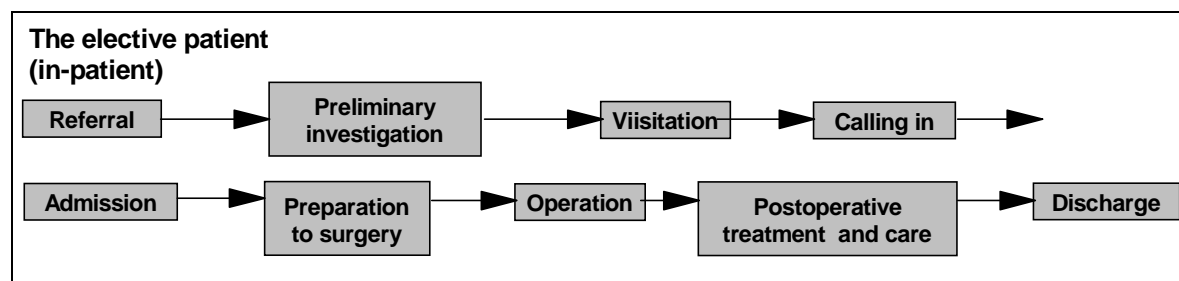 The elective patient
(in-patient)
Referral
Preliminary
investigation
Viisitation
Calling in
Admission
Preparation
to surgery
Operation
Postoperative
treatment and care
Discharge